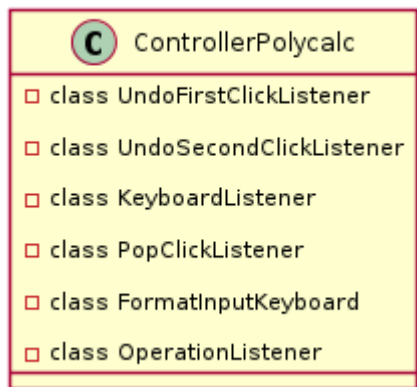 C ControllerPolycalc
class UndoFirstClickListener
class UndoSecondClickListener
class KeyboardListener
class PopClickListener
class FormatInputKeyboard
class OperationListener